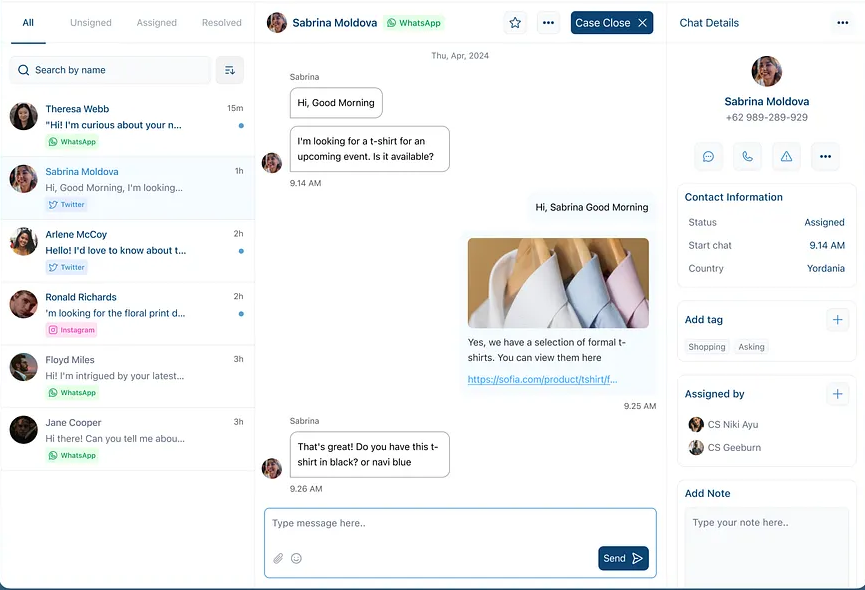 All
Unsigned
Assigned
Resolved
Search by name
Theresa Webb
15m
"Hi! I'm curious about your n...
WhatsApp
Sabrina Moldova
1h
Hi, Good Morning, I'm looking...
Twitter
Arlene McCoy
2h
Hello! I'd love to know about t...
Twitter
Ronald Richards
2h
'm looking for the floral print d...
Instagram
Floyd Miles
3h
Hi! I'm intrigued by your latest...
WhatsApp
Jane Cooper
3h
Hi there! Can you tell me abou...
WhatsApp
Sabrina Moldova
WhatsApp
Case Close
Thu, Apr, 2024
Sabrina
Hi, Good Morning
I'm looking for a t-shirt for an
upcoming event. Is it available?
9.14 AM
Hi, Sabrina Good Morning
Yes, we have a selection of formal t-
shirts. You can view them here
https://sofia.com/product/tshirt/f...
9.25 AM
Sabrina
That's great! Do you have this t-
shirt in black? or navi blue
9.26 AM
Type message here..
Send
Chat Details
Sabrina Moldova
+62 989-289-929
Contact Information
Status
Assigned
Start chat
9.14 AM
Country
Yordania
Add tag
Shopping
Asking
Assigned by
CS Niki Ayu
CS Geeburn
Add Note
Type your note here..